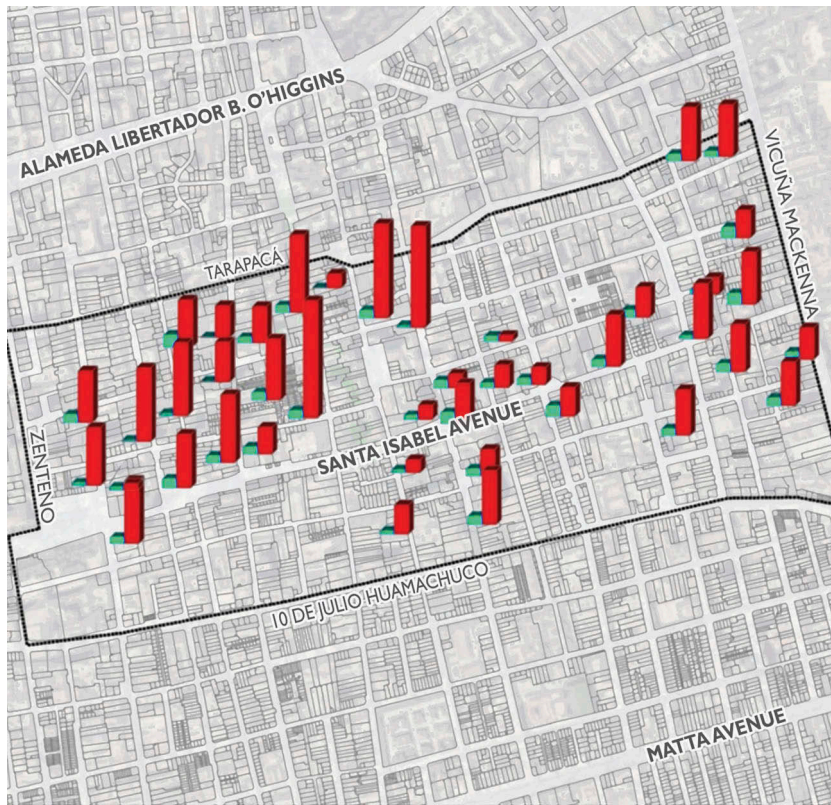 ALAMEDA LIBERTADOR B. O'HIGGINS
VICUÑA MACKENNA
TARAPACÁ
SANTA ISABEL AVENUE
ZENTENO
10 DE JULIO HUAMACHUCO
MATTA AVENUE